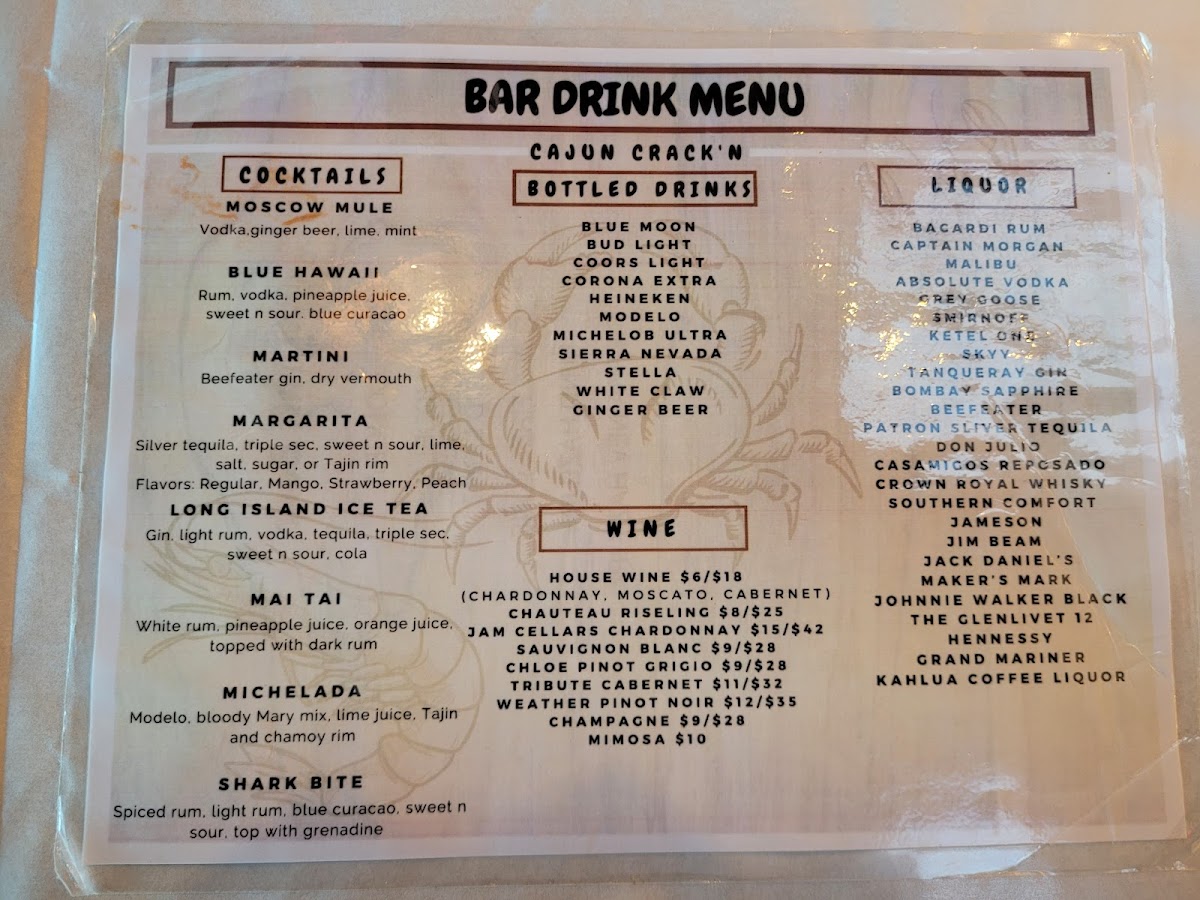 BAR DRINK MENU
CAJUN CRACK'N
COCKTAILS
MOSCOW MULE
Vodka,ginger beer, lime, mint
BLUE HAWAII
Rum, vodka, pineapple juice,
sweet n sour, blue curacao
MARTINI
Beefeater gin, dry vermouth
MARGARITA
Silver tequila, triple sec, sweet n sour, lime,
salt, sugar, or Tajin rim
Flavors: Regular, Mango, Strawberry, Peach
LONG ISLAND ICE TEA
Gin, light rum, vodka, tequila, triple sec,
sweet n sour, cola
MAI TAI
White rum, pineapple juice, orange juice,
topped with dark rum
MICHELADA
Modelo, bloody Mary mix, lime juice, Tajin
and chamoy rim
SHARK BITE
Spiced rum, light rum, blue curacao, sweet n
sour, top with grenadine
BOTTLED DRINKS
BLUE MOON
BUD LIGHT
COORS LIGHT
CORONA EXTRA
HEINEKEN
MODELO
MICHELOB ULTRA
SIERRA NEVADA
STELLA
WHITE CLAW
GINGER BEER
WINE
HOUSE WINE $6/$18
(CHARDONNAY, MOSCATO, CABERNET)
CHAUTEAU RISELING $8/$25
JAM CELLARS CHARDONNAY $15/$42
SAUVIGNON BLANC $9/$28
CHLOE PINOT GRIGIO $9/$28
TRIBUTE CABERNET $11/$32
WEATHER PINOT NOIR $12/$35
CHAMPAGNE $9/$28
MIMOSA $10
LIQUOR
BACARDI RUM
CAPTAIN MORGAN
MALIBU
ABSOLUTE VODKA
GREY GOOSE
SMIRNOFF
KETEL ONE
SKYY
TANQUERAY GIN
BOMBAY SAPPHIRE
BEEFEATER
PATRON SLIVER TEQUILA
DON JULIO
CASAMIGOS REPOSADO
CROWN ROYAL WHISKY
SOUTHERN COMFORT
JAMESON
JIM BEAM
JACK DANIEL'S
MAKER'S MARK
JOHNNIE WALKER BLACK
THE GLENLIVET 12
HENNESSY
GRAND MARINER
KAHLUA COFFEE LIQUOR